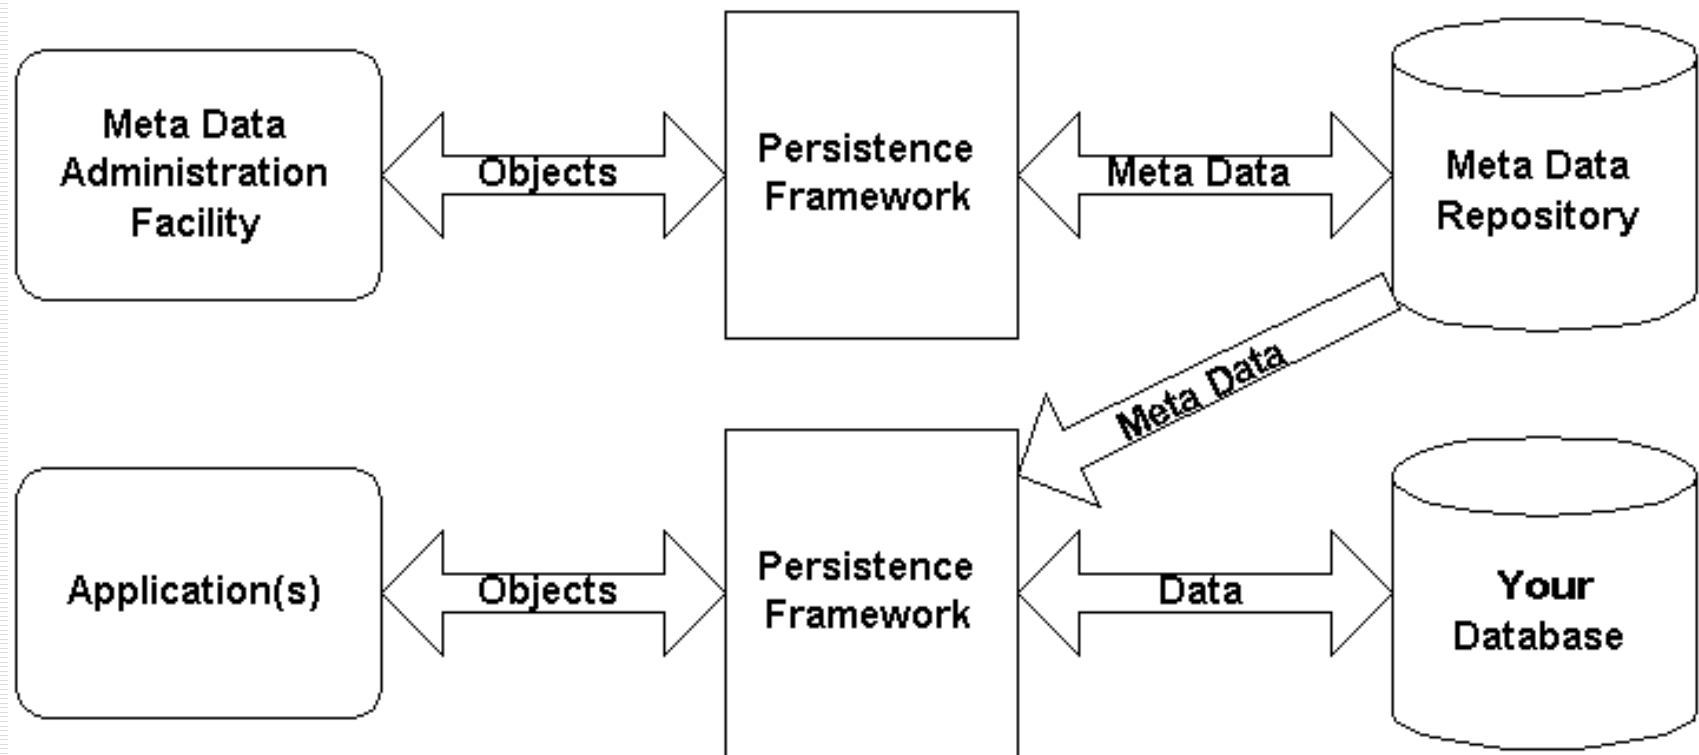 Meta Data
Administration
Facility
Objects
Persistence
Framework
Meta Data
Meta Data
Repository
Meta Data
Application(s)
Objects
Persistence
Framework
Data
Your
Database